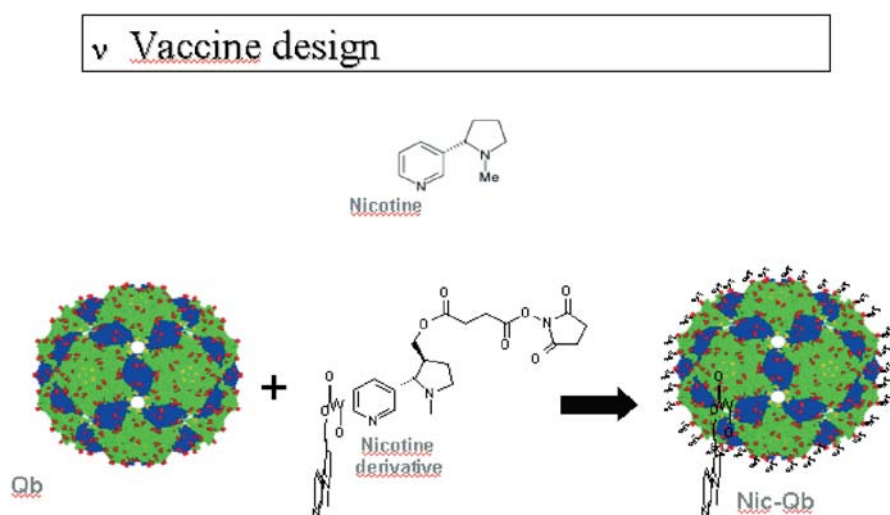 ν Vaccine design
N
Me
Nicotine
O
O
O
O
O
N
O
O
N
N
O
O
O
O
O
O
Nicotine
derivative
Qb
+
Nic-Qb